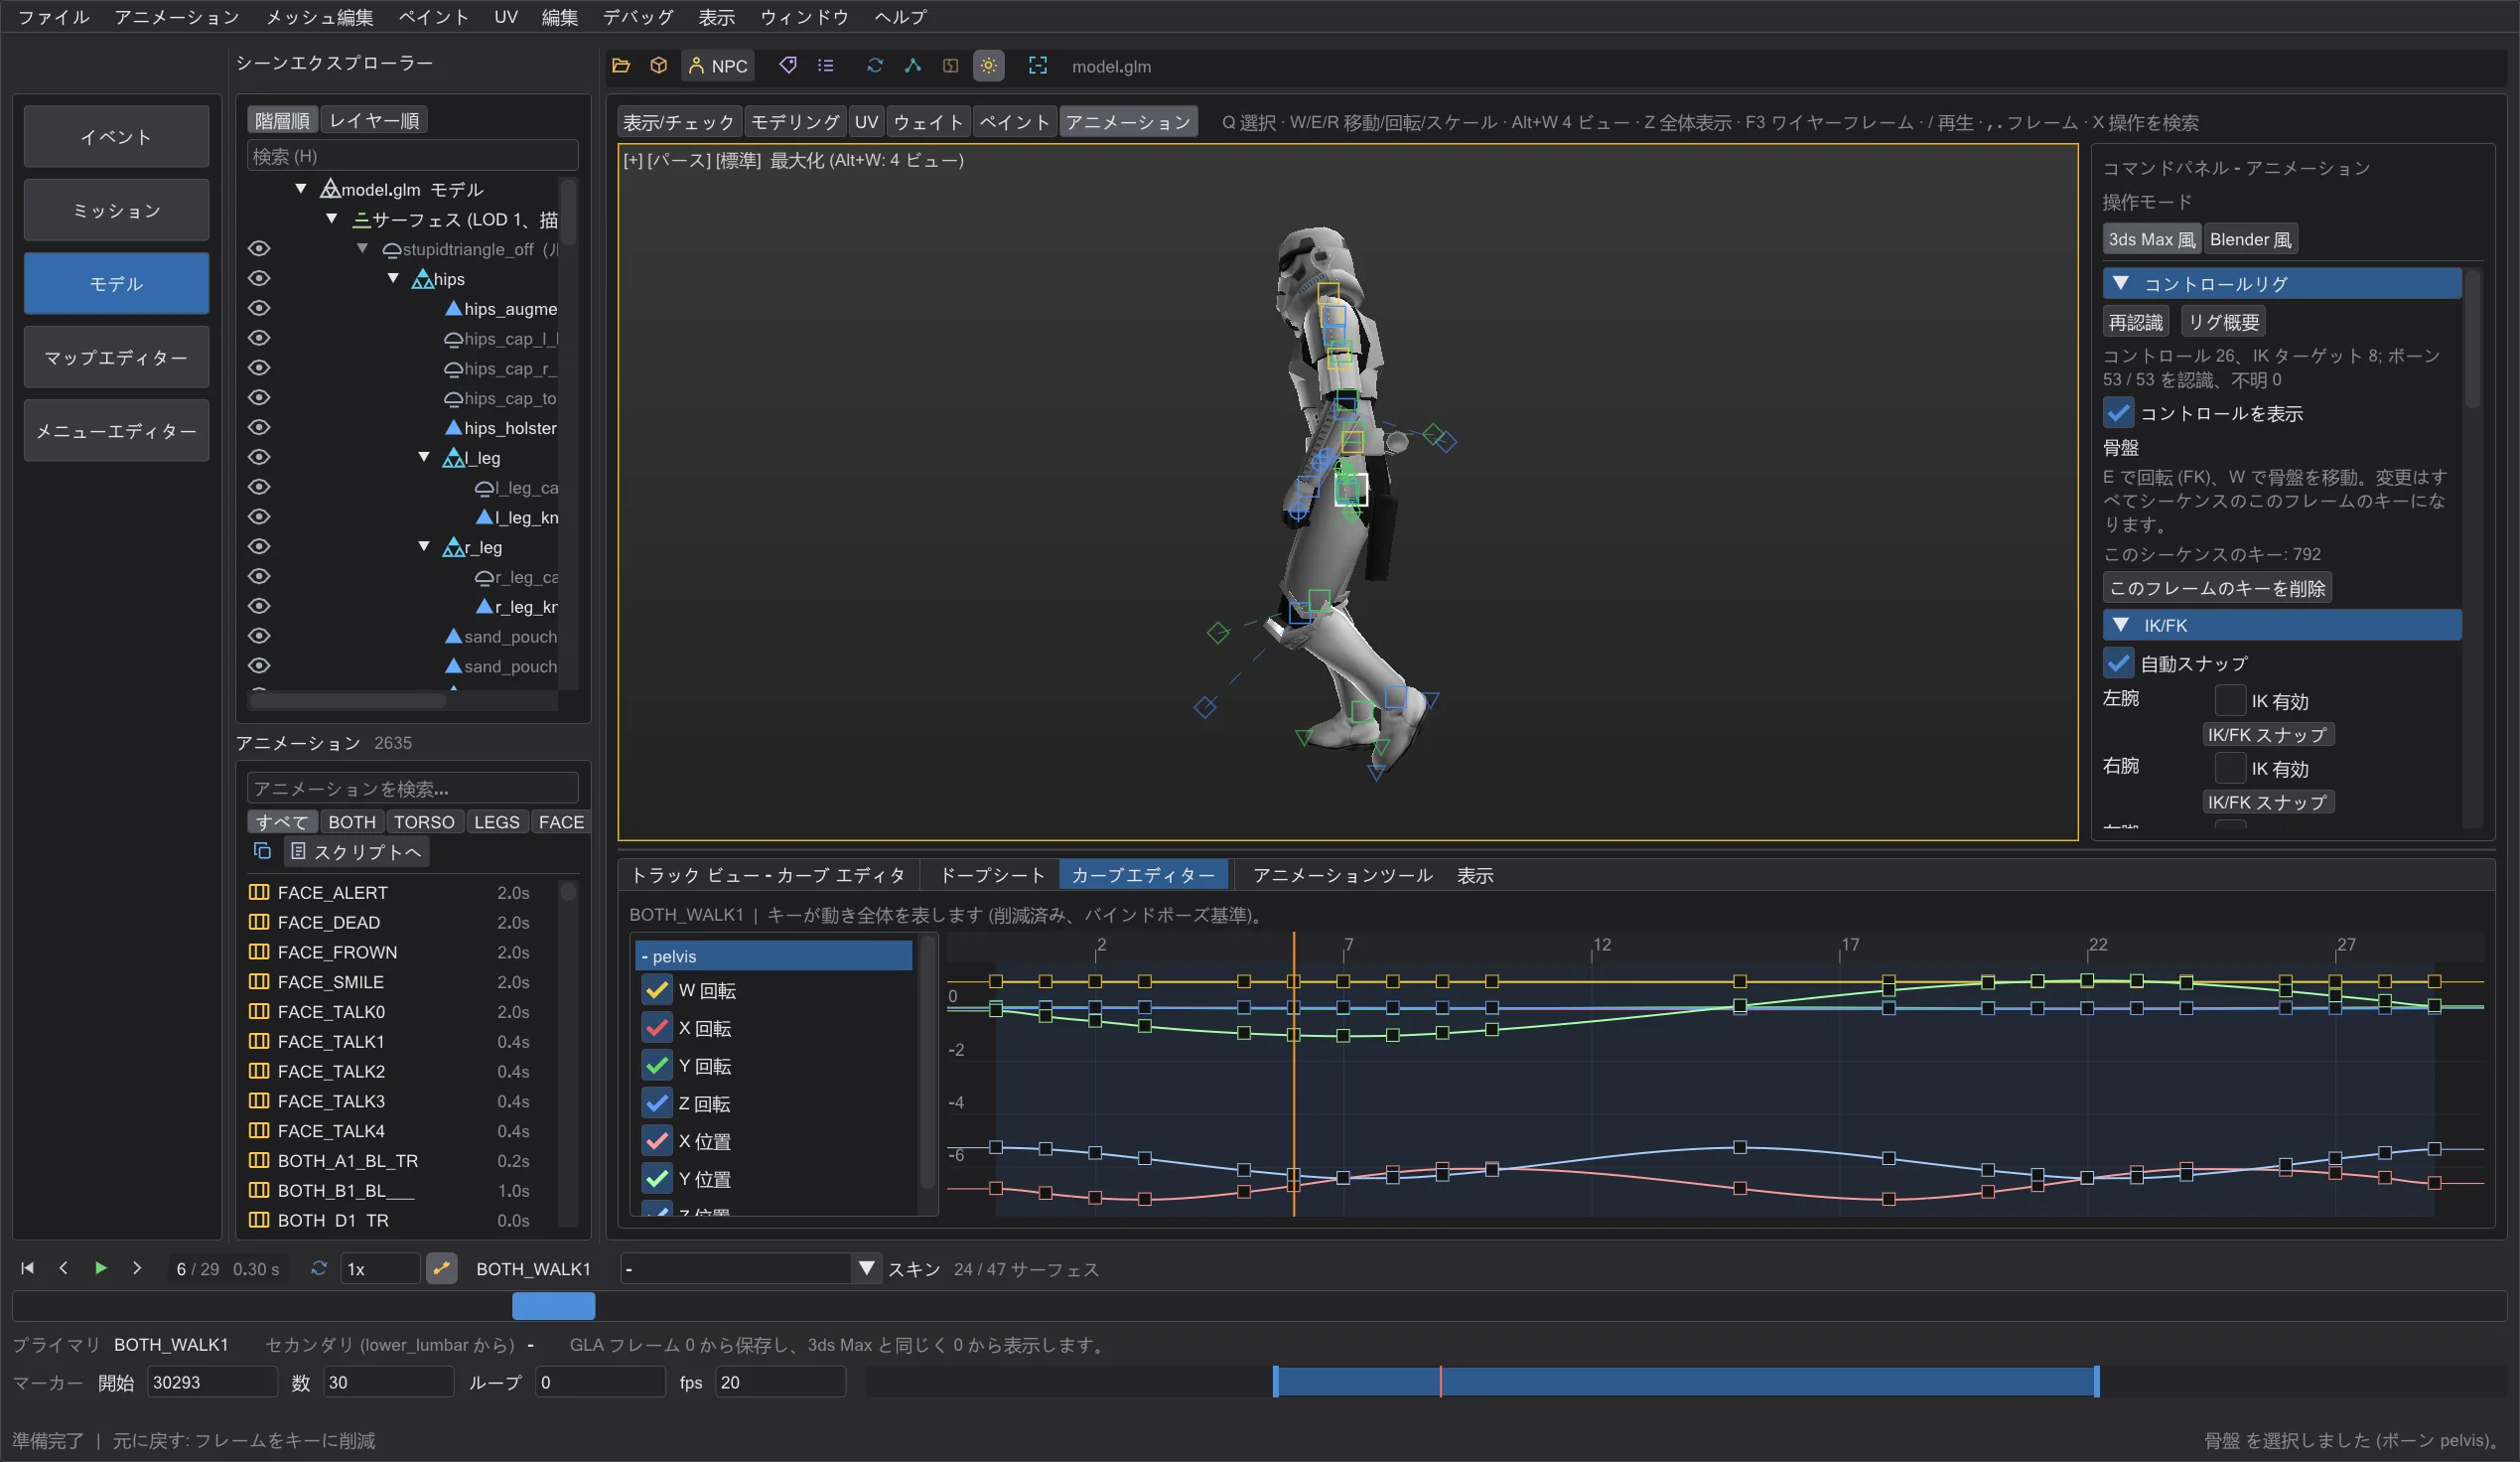 ファイル アニメーション メッシュ編集 ペイント UV 編集 デバッグ 表示 ウィンドウ ヘルプ
イベント
ミッション
モデル
マップエディター
メニューエディター
シーンエクスプローラー
階層順 レイヤー順
検索 (H)
model.glm モデル
サーフェス (LOD 1、描
stupidtriangle_off
hips
hips_augme
hips_cap_l_
hips_cap_r_
hips_cap_to
hips_holster
l_leg
l_leg_ca
l_leg_kn
r_leg
r_leg_ca
r_leg_kn
sand_pouch
sand_pouch
アニメーション 2635
アニメーションを検索...
すべて BOTH TORSO LEGS FACE
スクリプトへ
FACE_ALERT 2.0s
FACE_DEAD 2.0s
FACE_FROWN 2.0s
FACE_SMILE 2.0s
FACE_TALK0 2.0s
FACE_TALK1 0.4s
FACE_TALK2 0.4s
FACE_TALK3 0.4s
FACE_TALK4 0.4s
BOTH_A1_BL_TR 0.2s
BOTH_B1_BL___ 1.0s
BOTH_D1_TR 0.0s
NPC model.glm
表示/チェック モデリング UV ウェイト ペイント アニメーション Q 選択 · W/E/R 移動/回転/スケール · Alt+W 4 ビュー · Z 全体表示 · F3 ワイヤーフレーム · / 再生 · , . フレーム · X 操作を検索
[+] [パース] [標準] 最大化 (Alt+W: 4 ビュー)
コマンドパネル - アニメーション
操作モード
3ds Max 風 Blender 風
コントロールリグ
再認識 リグ概要
コントロール 26、IK ターゲット 8; ボーン
53 / 53 を認識、不明 0
コントロールを表示
骨盤
E で回転 (FK)、W で骨盤を移動。変更はす
べてシーケンスのこのフレームのキーにな
ります。
このシーケンスのキー: 792
このフレームのキーを削除
IK/FK
自動スナップ
左腕 IK 有効
IK/FK スナップ
右腕 IK 有効
IK/FK スナップ
トラック ビュー - カーブ エディタ ドープシート カーブエディター アニメーションツール 表示
BOTH_WALK1 | キーが動き全体を表します (削減済み、バインドポーズ基準)。
- pelvis
W 回転
X 回転
Y 回転
Z 回転
X 位置
Y 位置
Z 位置
2 7 12 17 22 27
0
-2
-4
-6
6 / 29 0.30 s 1x BOTH_WALK1 - スキン 24 / 47 サーフェス
プライマリ BOTH_WALK1 セカンダリ (lower_lumbar から) - GLA フレーム 0 から保存し、3ds Max と同じく 0 から表示します。
マーカー 開始 30293 数 30 ループ 0 fps 20
準備完了 | 元に戻す: フレームをキーに削減
骨盤 を選択しました (ボーン pelvis)。